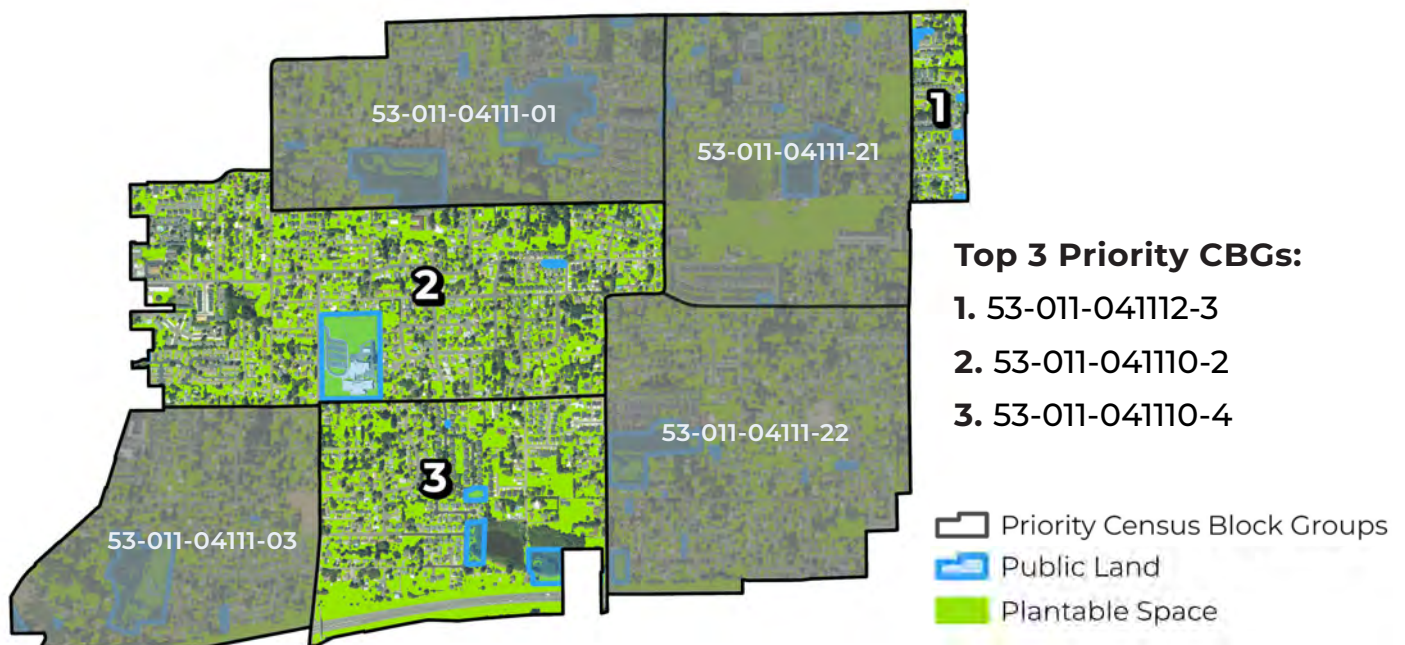 53-011-04111-01
53-011-04111-21
1
2
Top 3 Priority CBGs:
1. 53-011-041112-3
2. 53-011-041110-2
3. 53-011-041110-4
53-011-04111-22
3
53-011-04111-03
Priority Census Block Groups
Public Land
Plantable Space